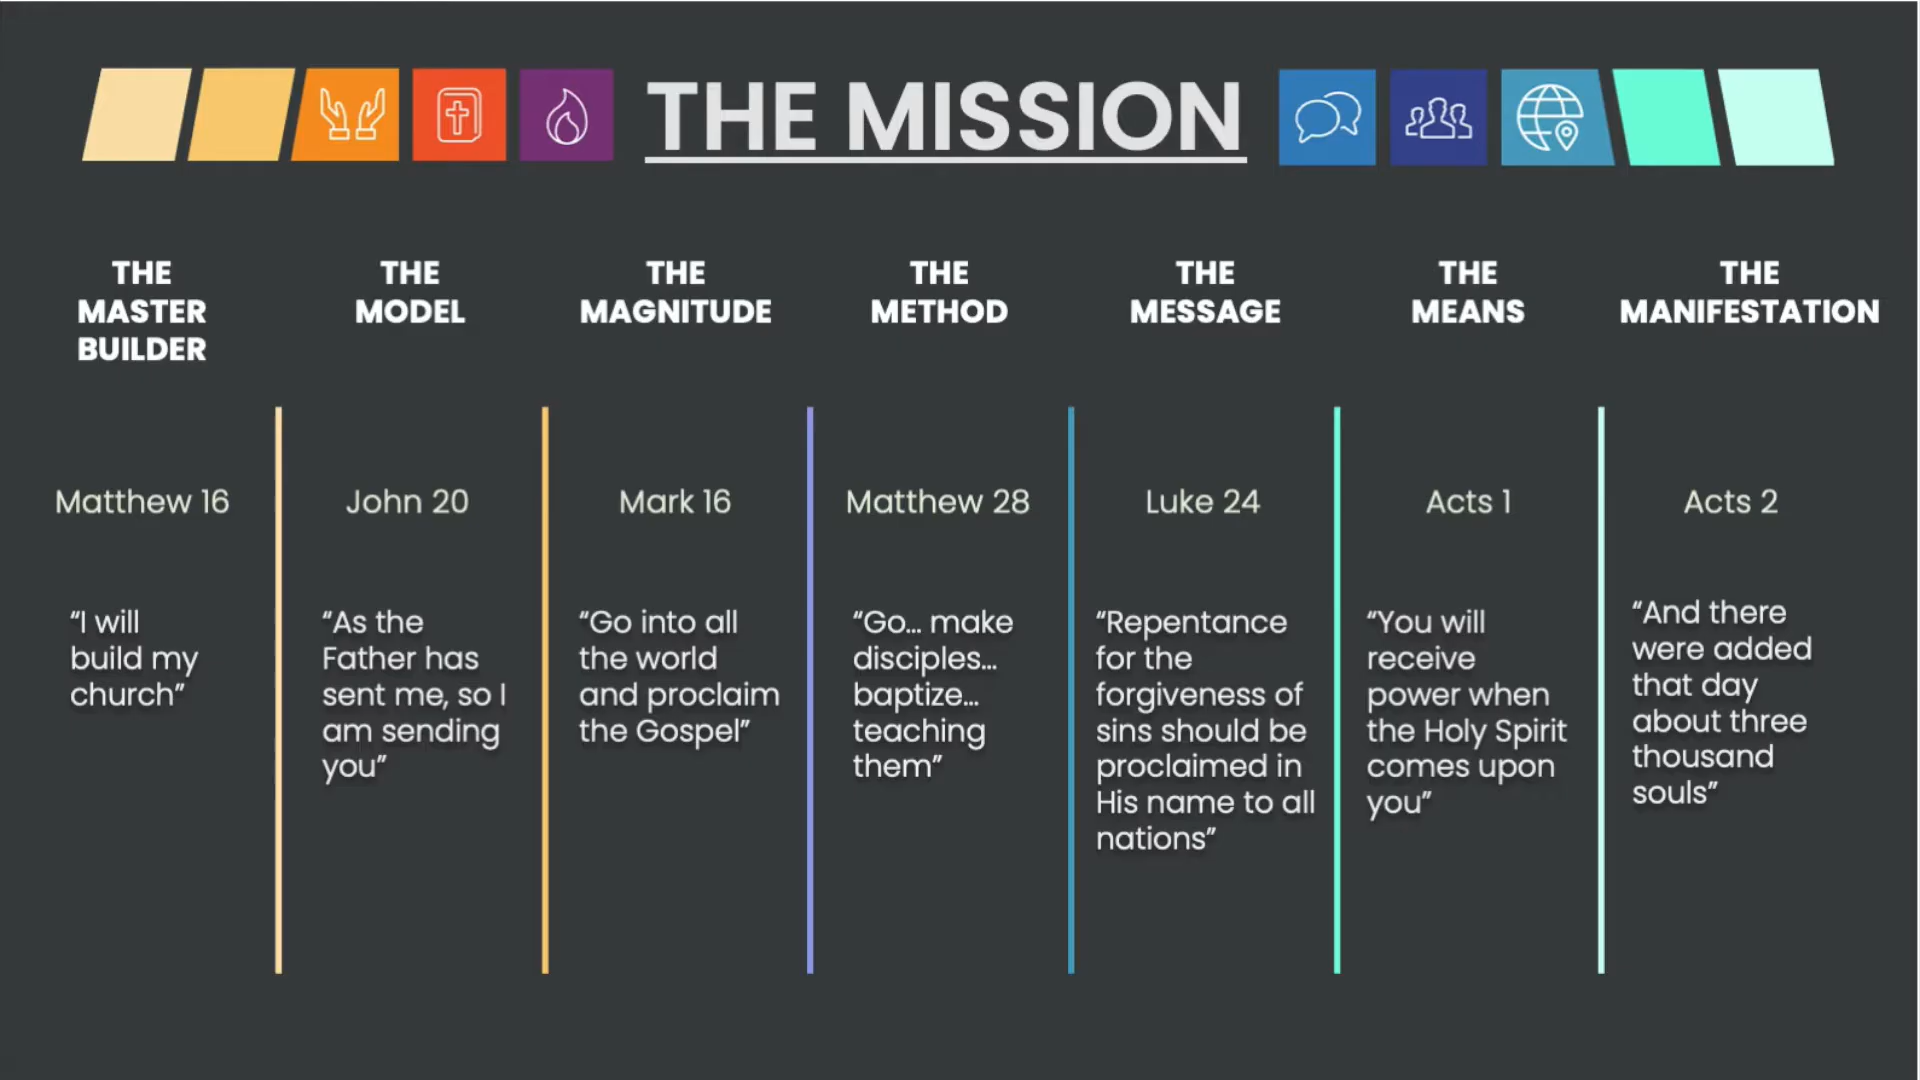 THE MISSION
THE
MASTER
BUILDER
Matthew 16
“I will
build my
church”
THE
MODEL
John 20
“As the
Father has
sent me, so I
am sending
you”
THE
MAGNITUDE
Mark 16
“Go into all
the world
and proclaim
the Gospel”
THE
METHOD
Matthew 28
“Go... make
disciples...
baptize...
teaching
them”
THE
MESSAGE
Luke 24
“Repentance
for the
forgiveness of
sins should be
proclaimed in
His name to all
nations”
THE
MEANS
Acts 1
“You will
receive
power when
the Holy Spirit
comes upon
you”
THE
MANIFESTATION
Acts 2
“And there
were added
that day
about three
thousand
souls”